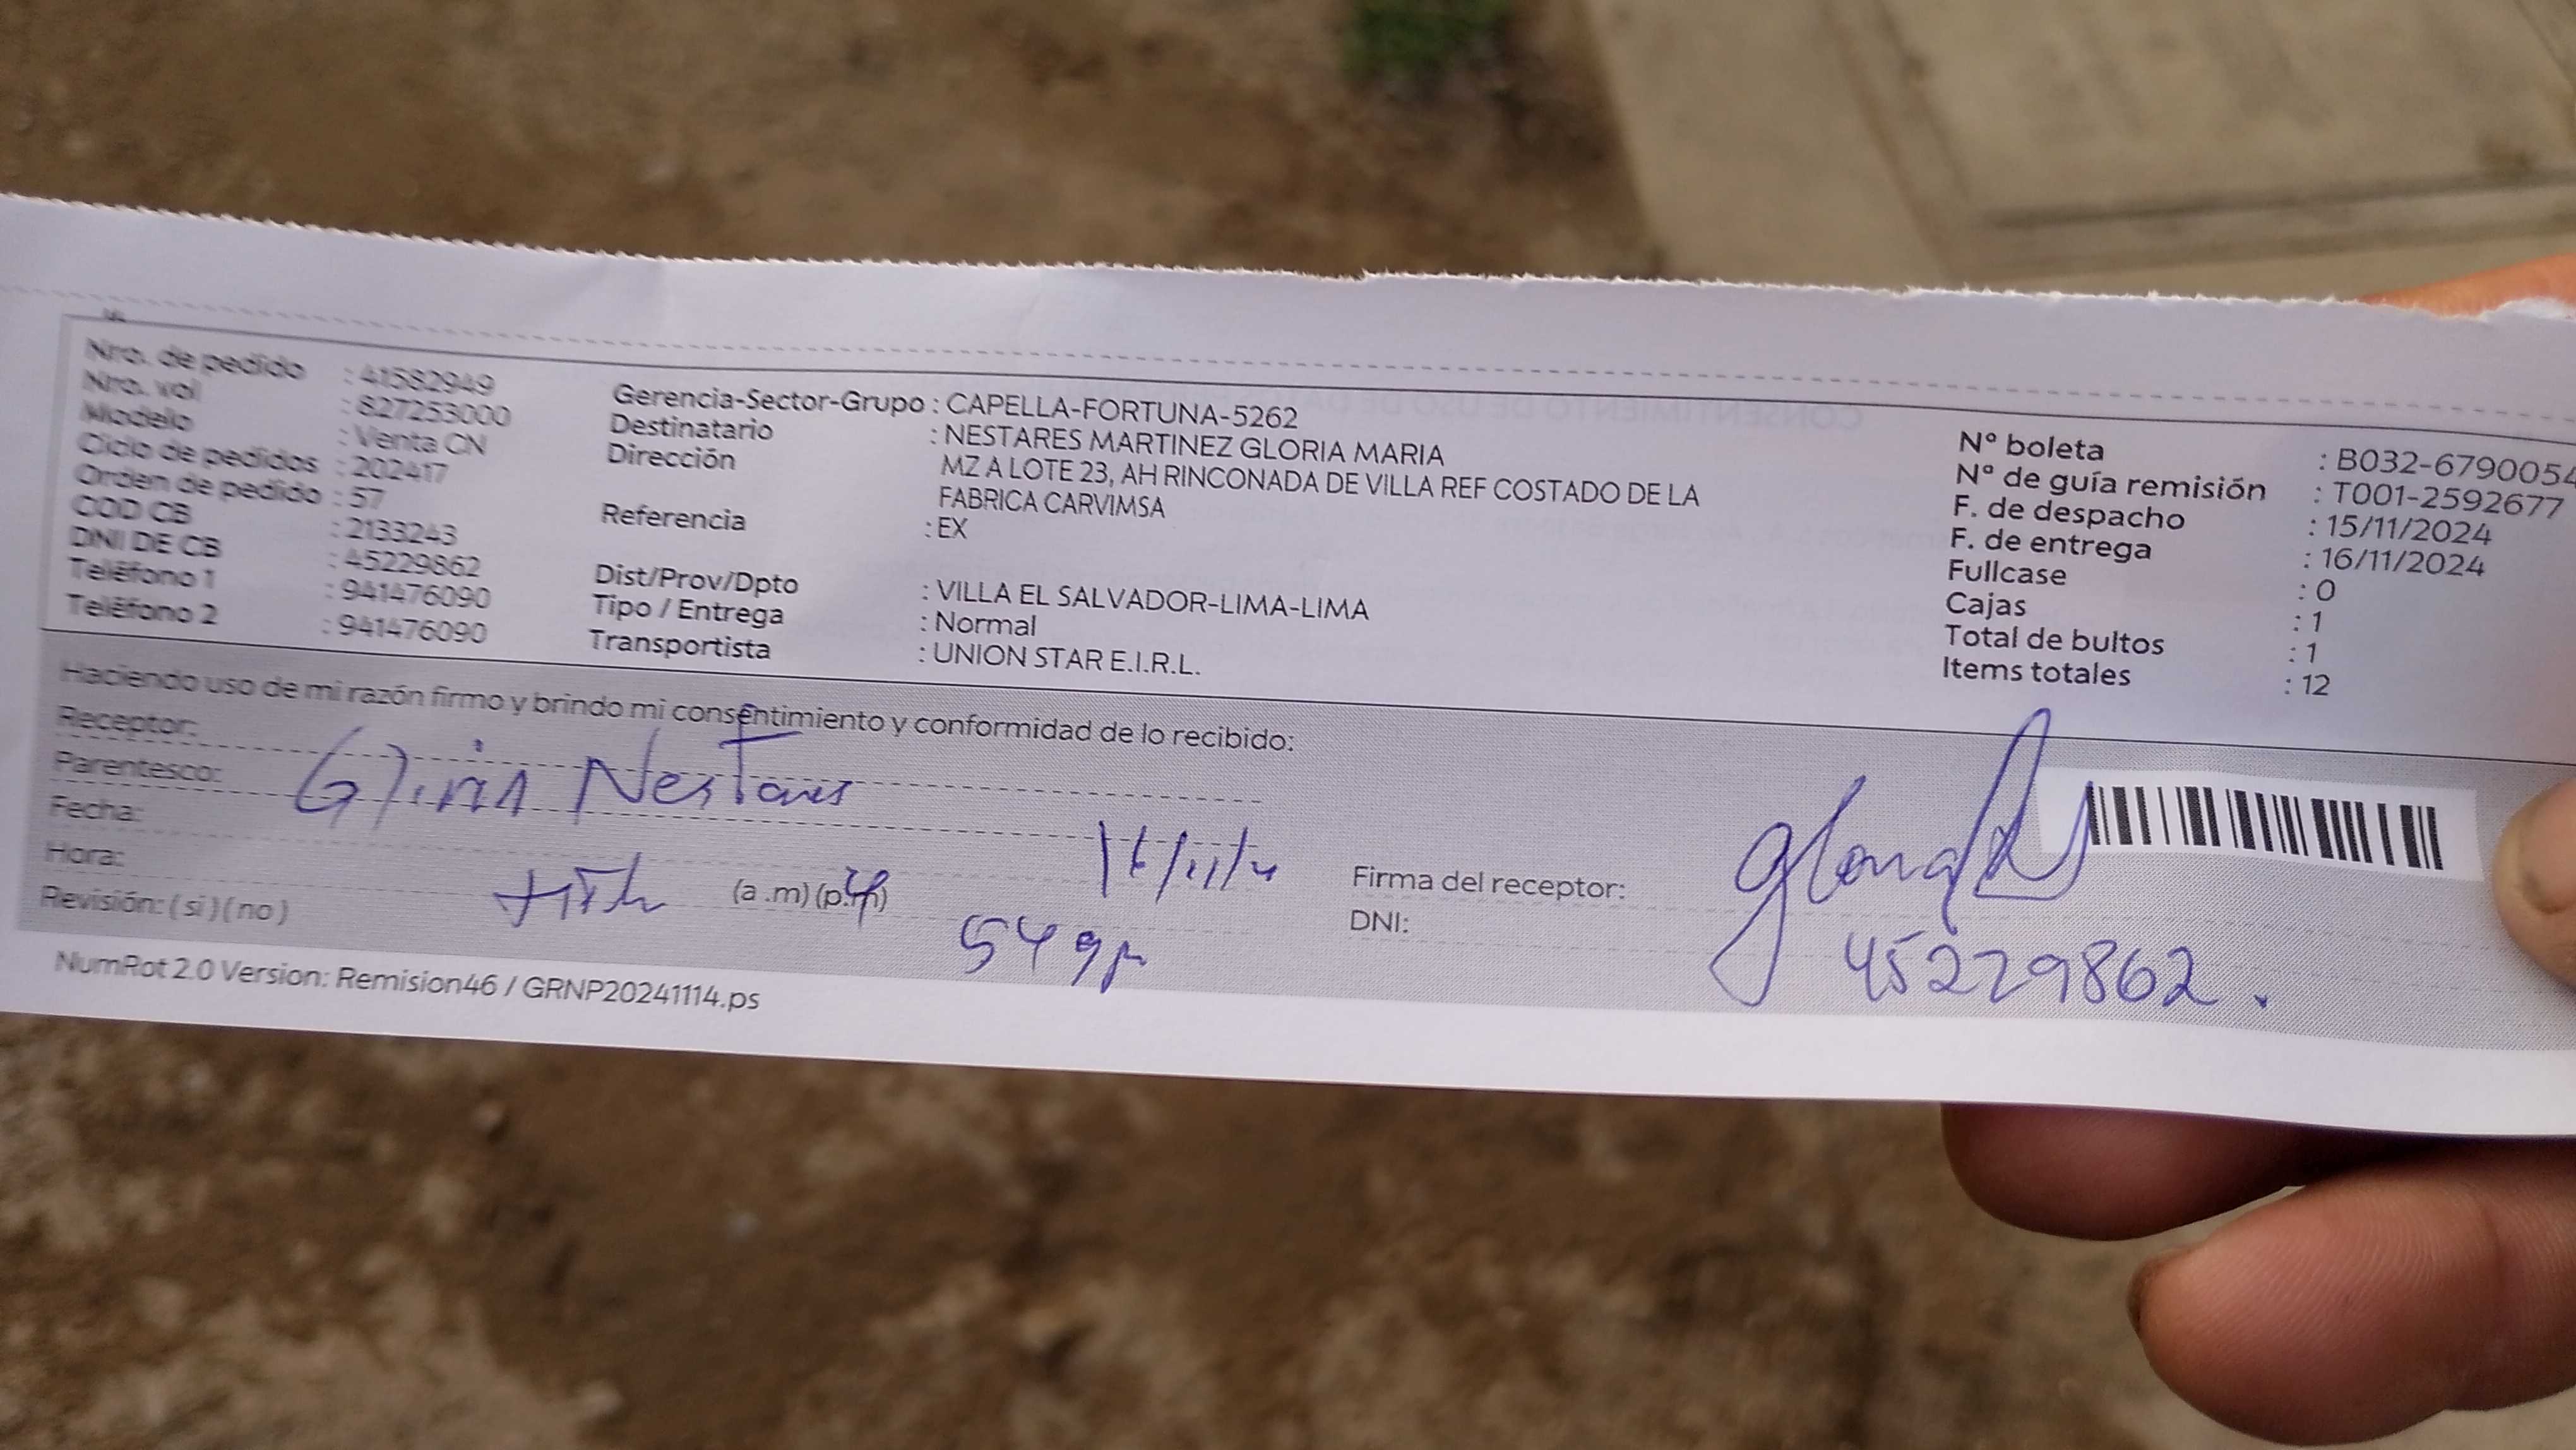 Nro. de pedido : 41582949
Nro. vol : 827253000
Modelo : Venta CN
Ciclo de pedidos : 202417
Orden de pedido : 57
COD CB : 2133243
DNI DE CB : 45229862
Teléfono 1 : 941476090
Teléfono 2 : 941476090
Gerencia-Sector-Grupo : CAPELLA-FORTUNA-5262
Destinatario : NESTARES MARTINEZ GLORIA MARIA
Dirección MZ A LOTE 23, AH RINCONADA DE VILLA REF COSTADO DE LA
FABRICA CARVIMSA
Referencia : EX
Dist/Prov/Dpto : VILLA EL SALVADOR-LIMA-LIMA
Tipo / Entrega : Normal
Transportista : UNION STAR E.I.R.L.
N° boleta : B032-6790054
N° de guía remisión : T001-2592677
F. de despacho : 15/11/2024
F. de entrega : 16/11/2024
Fullcase : 0
Cajas : 1
Total de bultos : 1
Items totales : 12
Haciendo uso de mi razón firmo y brindo mi consentimiento y conformidad de lo recibido:
Receptor:
Parentesco: Gloria Nestares
Fecha: 16/11/24
Hora: (a .m) (p.m)
Revisión: ( si ) ( no )
Firma del receptor:
DNI: 45229862.
NumRot 2.0 Version: Remision46 / GRNP20241114.ps